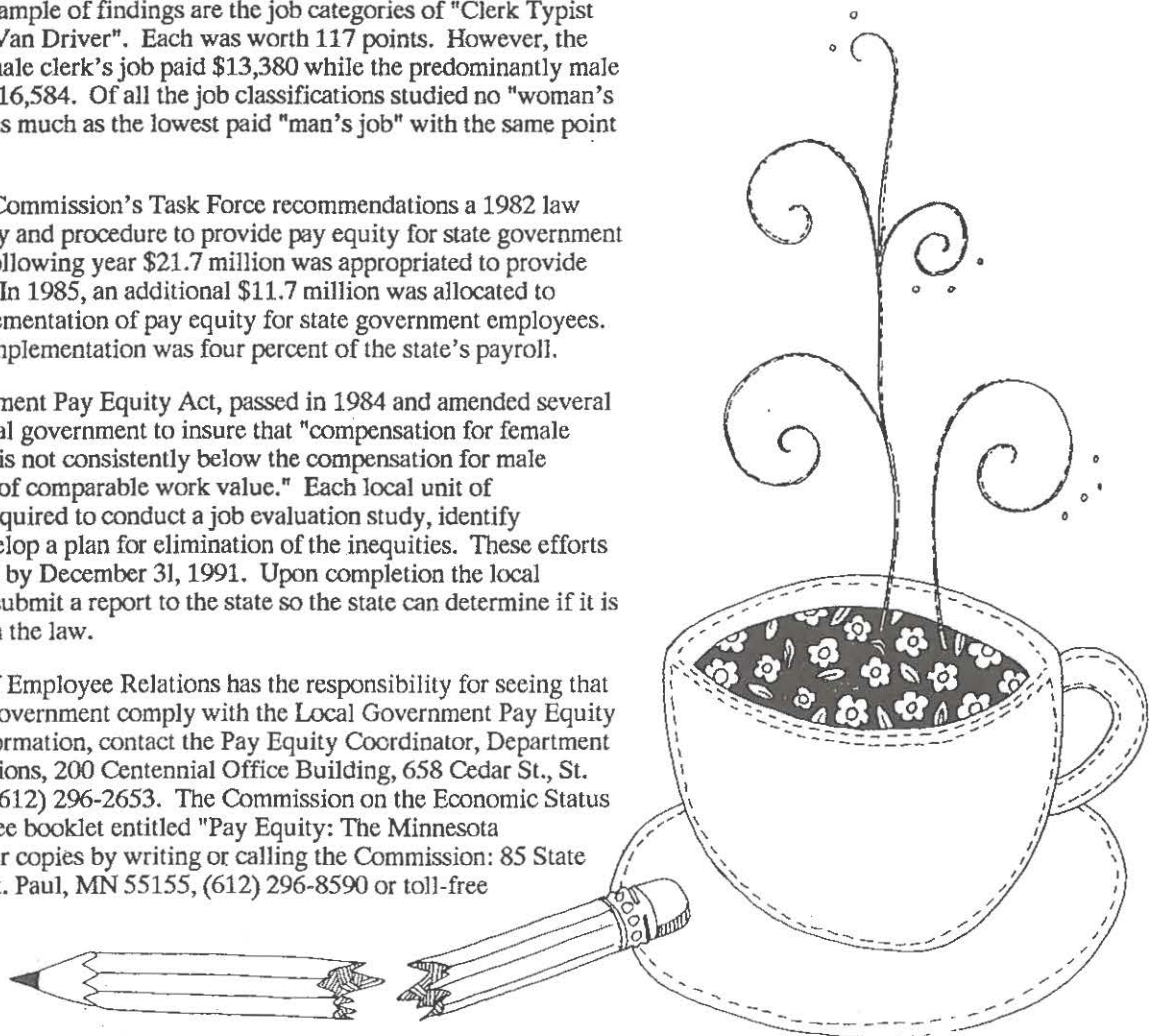 ample of findings are the job categories of "Clerk Typist
Van Driver". Each was worth 117 points. However, the
nale clerk's job paid $13,380 while the predominantly male
16,584. Of all the job classifications studied no "woman's
s much as the lowest paid "man's job" with the same point
Commission's Task Force recommendations a 1982 law
y and procedure to provide pay equity for state government
ollowing year $21.7 million was appropriated to provide
In 1985, an additional $11.7 million was allocated to
ementation of pay equity for state government employees.
nplementation was four percent of the state's payroll.
ment Pay Equity Act, passed in 1984 and amended several
al government to insure that "compensation for female
is not consistently below the compensation for male
of comparable work value." Each local unit of
quired to conduct a job evaluation study, identify
elop a plan for elimination of the inequities. These efforts
by December 31, 1991. Upon completion the local
submit a report to the state so the state can determine if it is
n the law.
f Employee Relations has the responsibility for seeing that
overnment comply with the Local Government Pay Equity
ormation, contact the Pay Equity Coordinator, Department
ions, 200 Centennial Office Building, 658 Cedar St., St.
612) 296-2653. The Commission on the Economic Status
ee booklet entitled "Pay Equity: The Minnesota
r copies by writing or calling the Commission: 85 State
t. Paul, MN 55155, (612) 296-8590 or toll-free